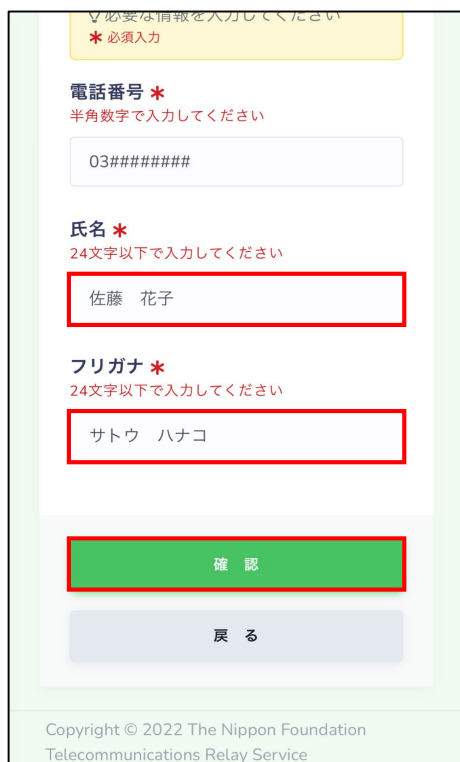 必要な情報を入力してください
* 必須入力
電話番号 *
半角数字で入力してください
03########
氏名 *
24文字以下で入力してください
佐藤　花子
フリガナ *
24文字以下で入力してください
サトウ　ハナコ
確 認
戻 る
Copyright © 2022 The Nippon Foundation
Telecommunications Relay Service